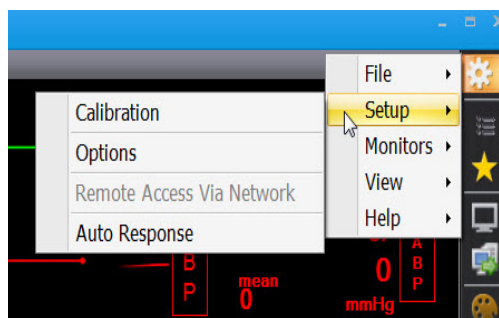 File
Setup
Monitors
View
Help
Calibration
Options
Remote Access Via Network
Auto Response
B
P
mean
0
0
mmHg
A
B
P